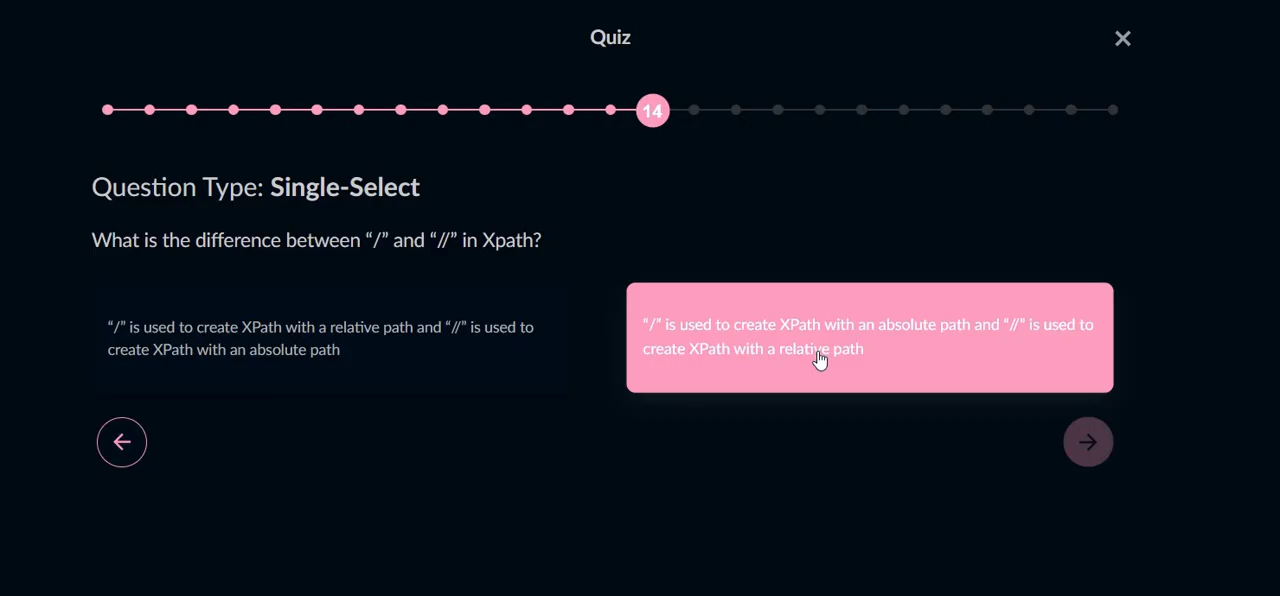 Quiz
14
Question Type: Single-Select
What is the difference between “/” and “//” in Xpath?
“/” is used to create XPath with a relative path and “//” is used to
create XPath with an absolute path
“/” is used to create XPath with an absolute path and “//” is used to
create XPath with a relative path